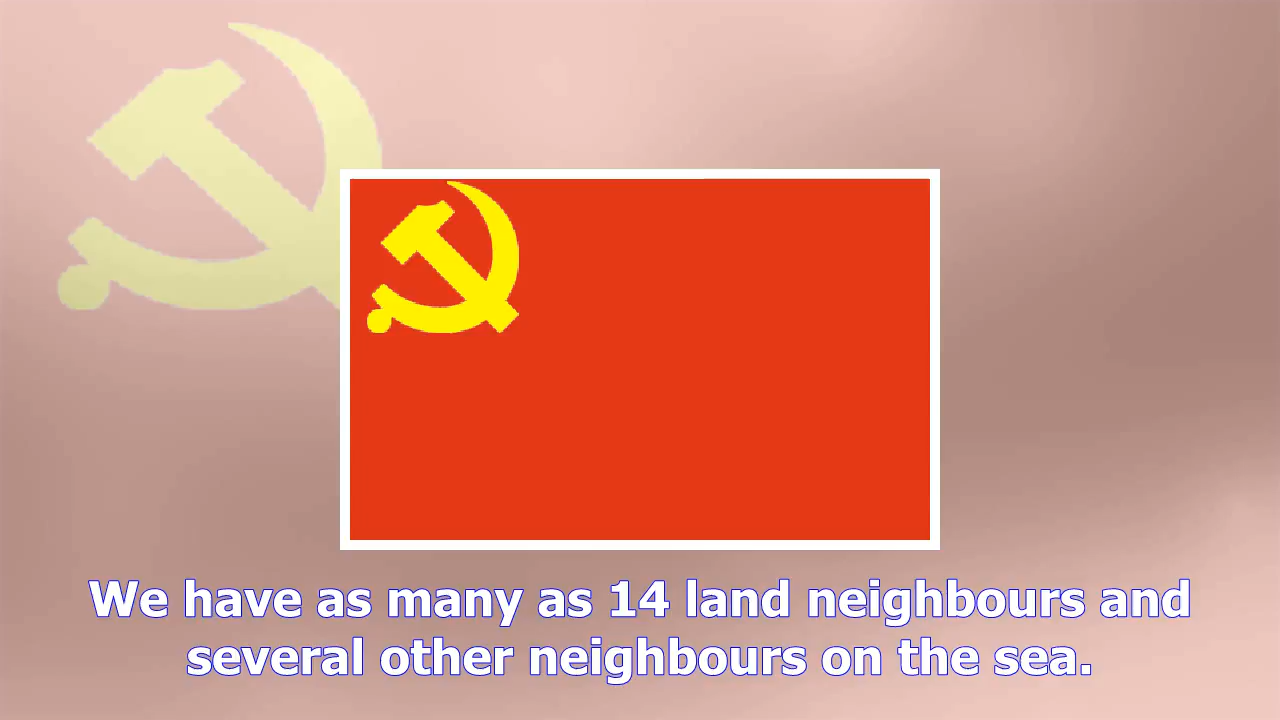 We have as many as 14 land neighbours and
several other neighbours on the sea.